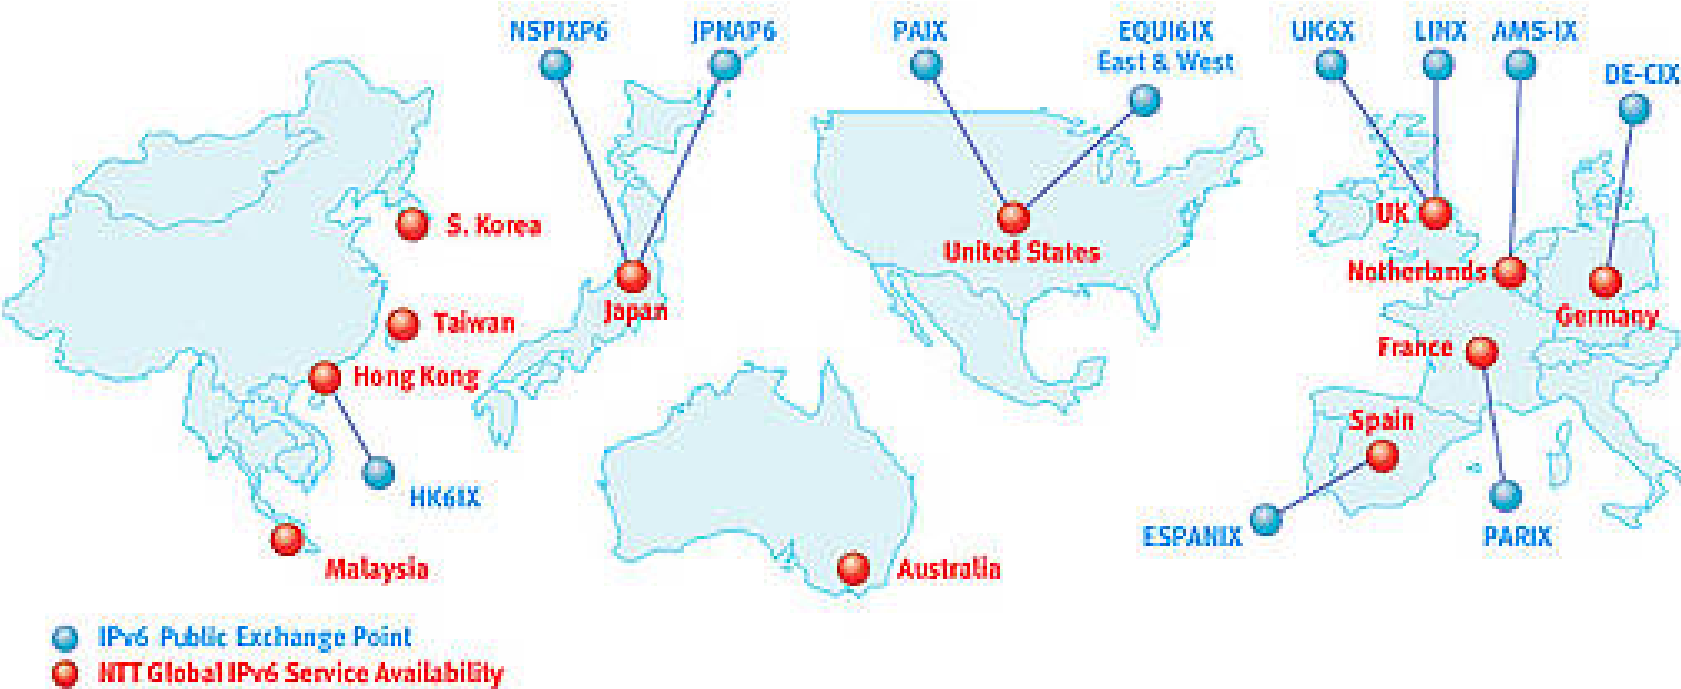 NSPIXP6
JPNAP6
PAIX
EQUI6IX
East & West
UK6X
LINX
AMS-IX
DE-CIX
S. Korea
UK
United States
Netherlands
Japan
Germany
Taiwan
France
Hong Kong
Spain
HK6IX
ESPANIX
PARIX
Malaysia
Australia
IPv6 Public Exchange Point
NTT Global IPv6 Service Availability